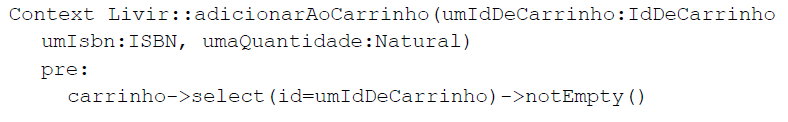 Context Livir::adicionarAoCarrinho(umIdDeCarrinho:IdDeCarrinho
umIsbn:ISBN, umaQuantidade:Natural)
pre:
carrinho->select(id=umIdDeCarrinho)->notEmpty()